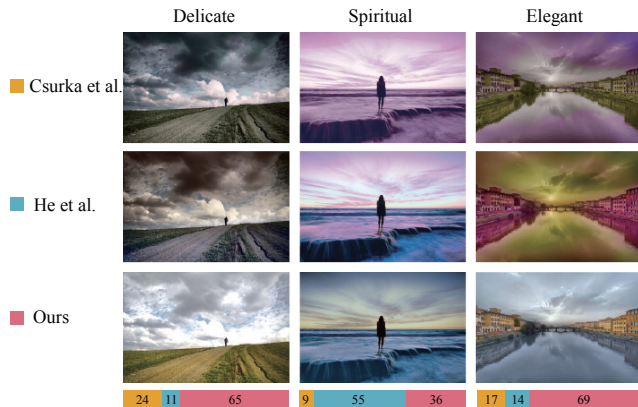 Delicate Spiritual Elegant
Csurka et al.
He et al.
Ours
24 11 65 9 55 36 17 14 69